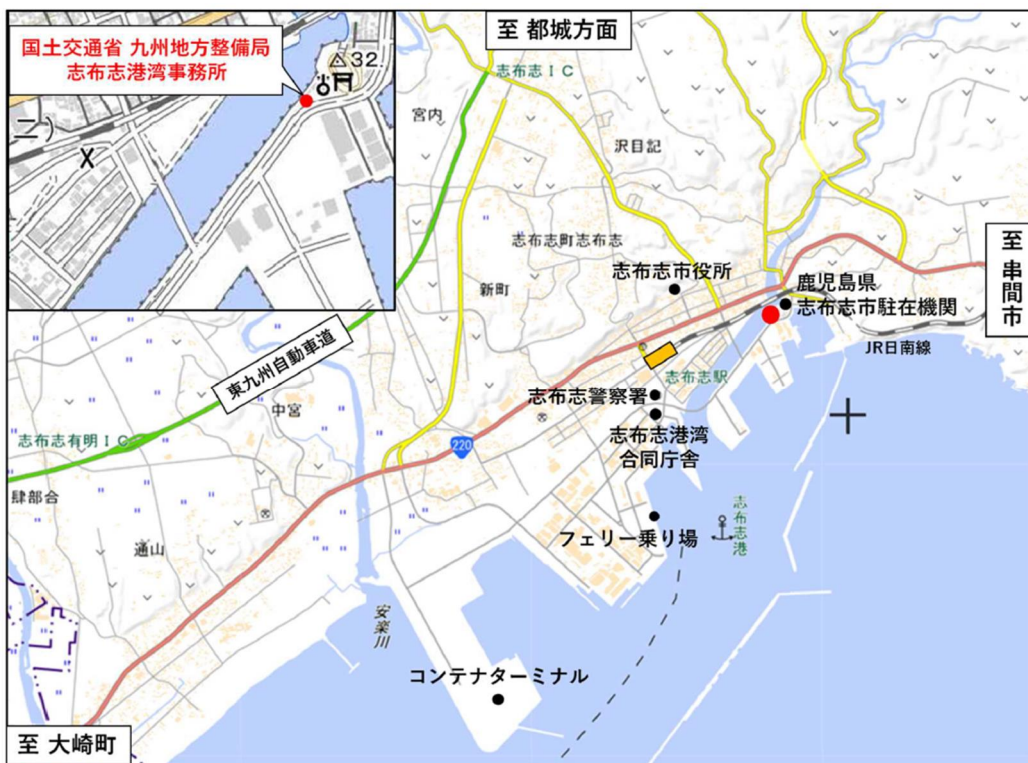 国土交通省 九州地方整備局
志布志港湾事務所
32.
二)
至 都城方面
志布志IC
宮内
沢目記
志布志町志布志
新町
志布志市役所
鹿児島県
志布志市駐在機関
至 串間市
JR日南線
東九州自動車道
志布志駅
志布志警察署
志布志港湾
合同庁舎
中宮
志布志有明IC
220
肆部合
通山
フェリー乗り場
志布志港
安楽川
コンテナターミナル
至 大崎町